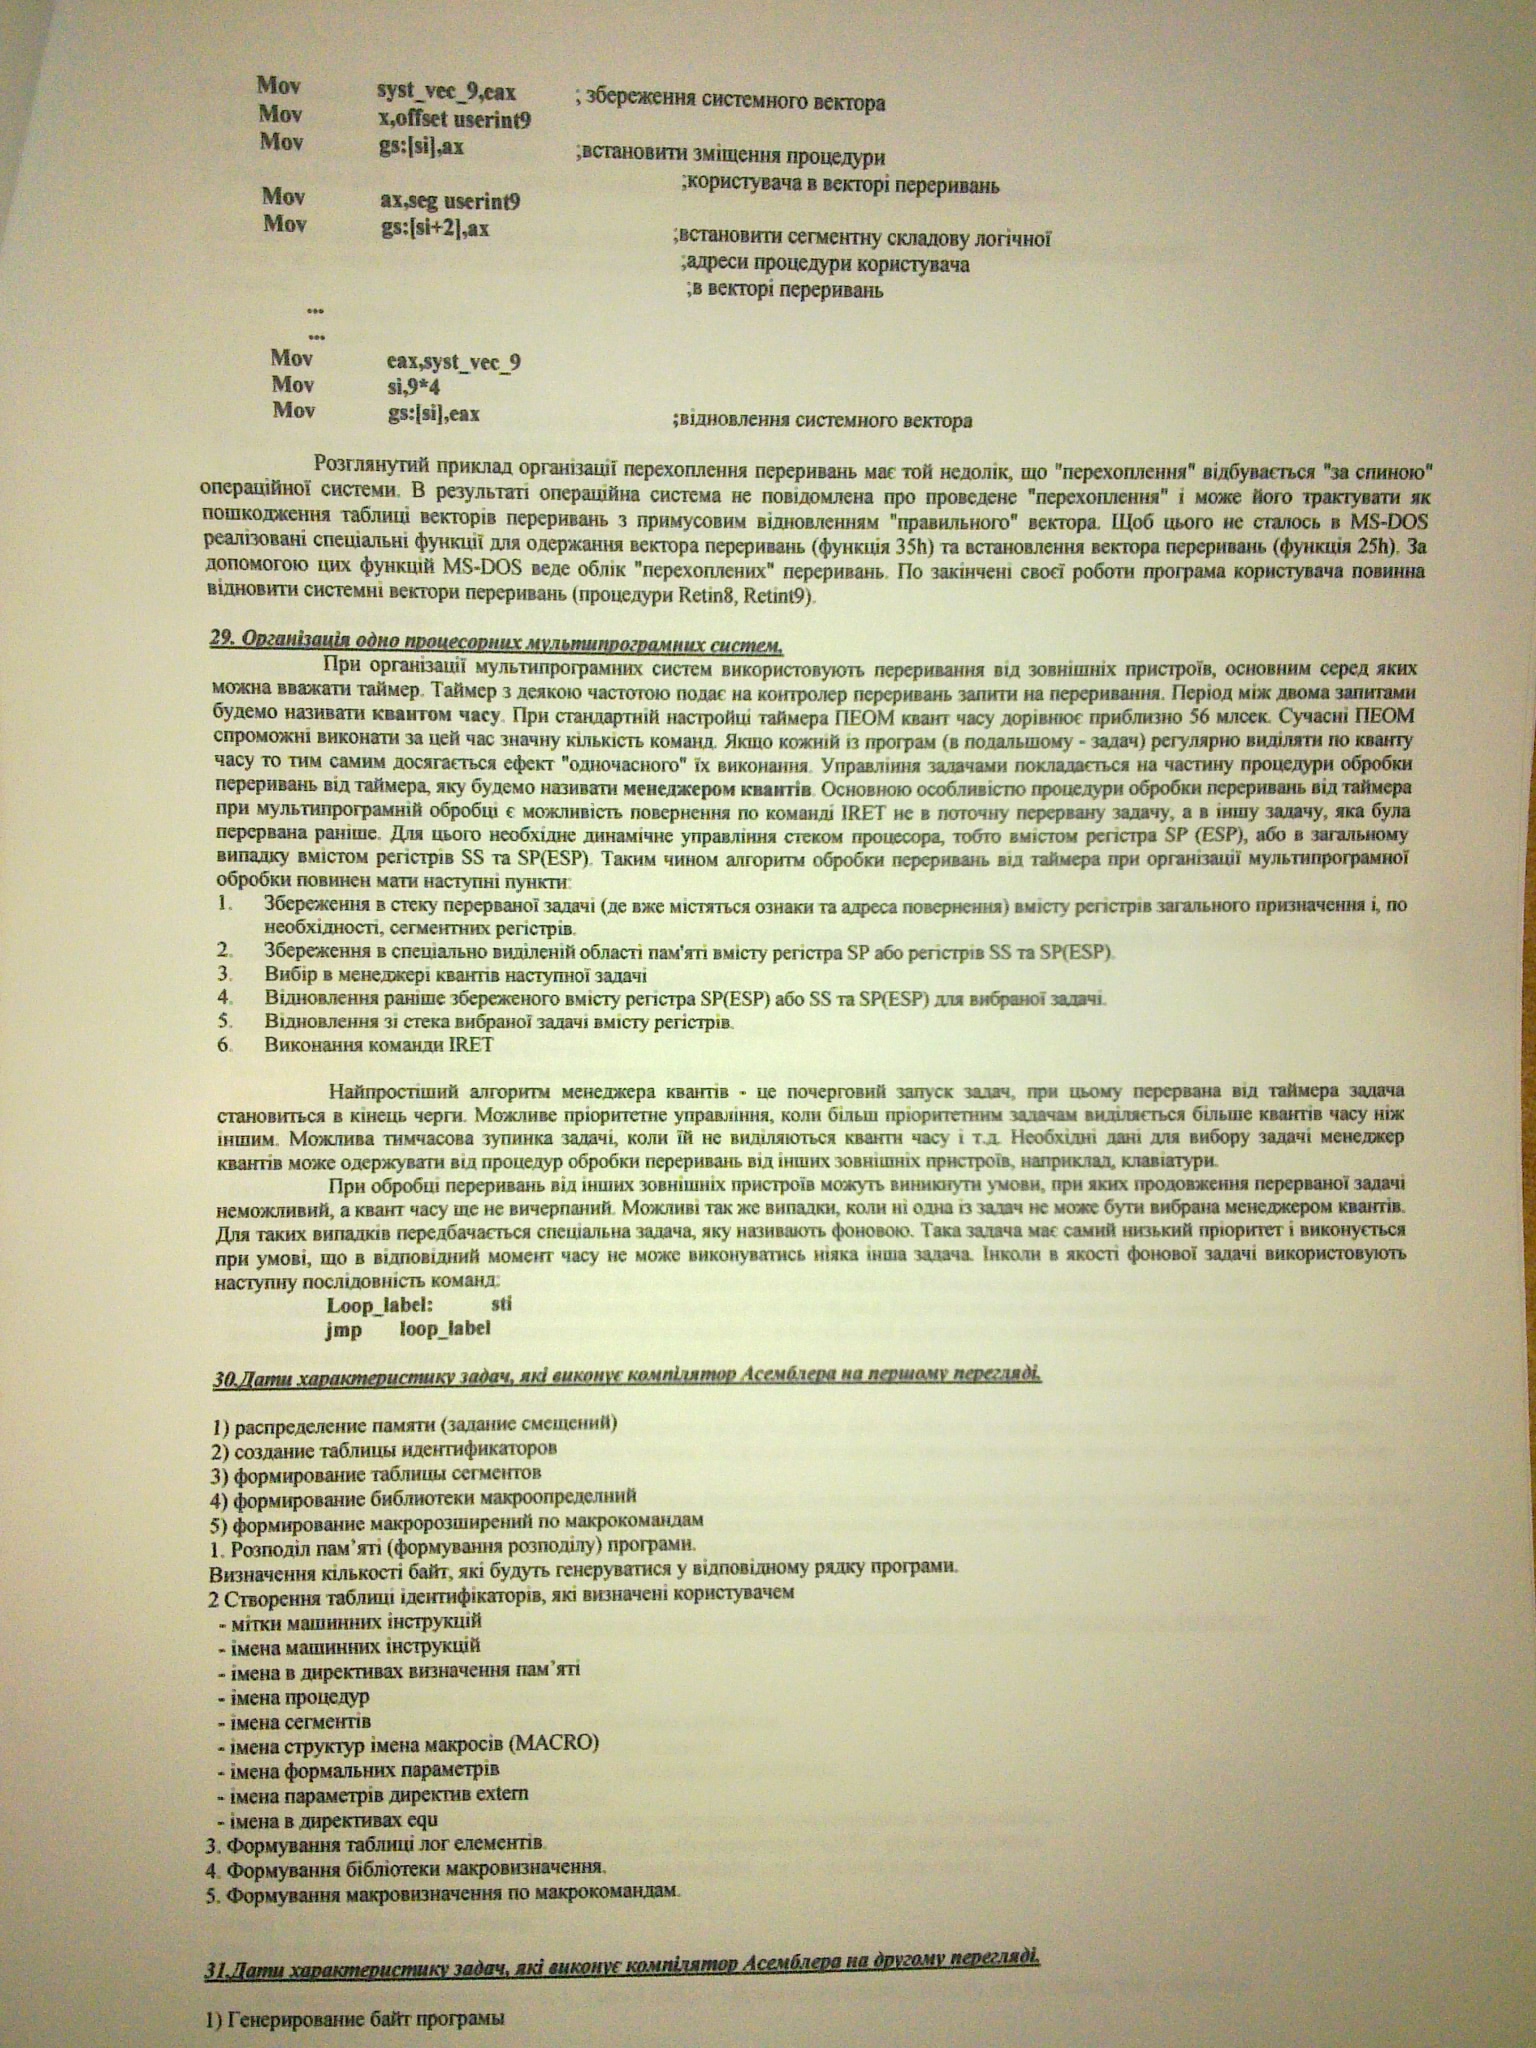 Mov syst_vec_9,eax ; збереження системного вектора
Mov x,offset userint9
Mov gs:[si],ax ;встановити зміщення процедури
;користувача в векторі переривань
Mov ax,seg userint9
Mov gs:[si+2],ax ;встановити сегментну складову логічної
;адреси процедури користувача
;в векторі переривань
...
...
Mov eax,syst_vec_9
Mov si,9*4
Mov gs:[si],eax ;відновлення системного вектора
Розглянутий приклад організації перехоплення переривань має той недолік, що "перехоплення" відбувається "за спиною"
операційної системи. В результаті операційна система не повідомлена про проведене "перехоплення" і може його трактувати як
пошкодження таблиці векторів переривань з примусовим відновленням "правильного" вектора. Щоб цього не сталось в MS-DOS
реалізовані спеціальні функції для одержання вектора переривань (функція 35h) та встановлення вектора переривань (функція 25h). За
допомогою цих функцій MS-DOS веде облік "перехоплених" переривань. По закінчені своєї роботи програма користувача повинна
відновити системні вектори переривань (процедури Retin8, Retint9).
29. Організація одно процесорних мультипрограмних систем.
При організації мультипрограмних систем використовують переривання від зовнішніх пристроїв, основним серед яких
можна вважати таймер. Таймер з деякою частотою подає на контролер переривань запити на переривання. Період між двома запитами
будемо називати квантом часу. При стандартній настройці таймера ПЕОМ квант часу дорівнює приблизно 56 млсек. Сучасні ПЕОМ
спроможні виконати за цей час значну кількість команд. Якщо кожній із програм (в подальшому - задач) регулярно виділяти по кванту
часу то тим самим досягається ефект "одночасного" їх виконання. Управління задачами покладається на частину процедури обробки
переривань від таймера, яку будемо називати менеджером квантів. Основною особливістю процедури обробки переривань від таймера
при мультипрограмній обробці є можливість повернення по команді IRET не в поточну перервану задачу, а в іншу задачу, яка була
перервана раніше. Для цього необхідне динамічне управління стеком процесора, тобто вмістом регістра SP (ESP), або в загальному
випадку вмістом регістрів SS та SP(ESP). Таким чином алгоритм обробки переривань від таймера при організації мультипрограмної
обробки повинен мати наступні пункти:
1. Збереження в стеку перерваної задачі (де вже містяться ознаки та адреса повернення) вмісту регістрів загального призначення і, по
необхідності, сегментних регістрів.
2. Збереження в спеціально виділеній області пам'яті вмісту регістра SP або регістрів SS та SP(ESP).
3. Вибір в менеджері квантів наступної задачі
4. Відновлення раніше збереженого вмісту регістра SP(ESP) або SS та SP(ESP) для вибраної задачі.
5. Відновлення зі стека вибраної задачі вмісту регістрів.
6. Виконання команди IRET
Найпростіший алгоритм менеджера квантів - це почерговий запуск задач, при цьому перервана від таймера задача
становиться в кінець черги. Можливе пріоритетне управління, коли більш пріоритетним задачам виділяється більше квантів часу ніж
іншим. Можлива тимчасова зупинка задачі, коли їй не виділяються кванти часу і т.д. Необхідні дані для вибору задачі менеджер
квантів може одержувати від процедур обробки переривань від інших зовнішніх пристроїв, наприклад, клавіатури.
При обробці переривань від інших зовнішніх пристроїв можуть виникнути умови, при яких продовження перерваної задачі
неможливий, а квант часу ще не вичерпаний. Можливі так же випадки, коли ні одна із задач не може бути вибрана менеджером квантів.
Для таких випадків передбачається спеціальна задача, яку називають фоновою. Така задача має самий низький пріоритет і виконується
при умові, що в відповідний момент часу не може виконуватись ніяка інша задача. Інколи в якості фонової задачі використовують
наступну послідовність команд:
Loop_label: sti
jmp loop_label
30.Дати характеристику задач, які виконує компілятор Асемблера на першому перегляді.
1) распределение памяти (задание смещений)
2) создание таблицы идентификаторов
3) формирование таблицы сегментов
4) формирование библиотеки макроопределний
5) формирование макророзширений по макрокомандам
1. Розподіл пам’яті (формування розподілу) програми.
Визначення кількості байт, які будуть генеруватися у відповідному рядку програми.
2 Створення таблиці ідентифікаторів, які визначені користувачем
- мітки машинних інструкцій
- імена машинних інструкцій
- імена в директивах визначення пам’яті
- імена процедур
- імена сегментів
- імена структур імена макросів (MACRO)
- імена формальних параметрів
- імена параметрів директив extern
- імена в директивах equ
3. Формування таблиці лог елементів.
4. Формування бібліотеки макровизначення.
5. Формування макровизначення по макрокомандам.
31.Дати характеристику задач, які виконує компілятор Асемблера на другому перегляді.
1) Генерирование байт програмы